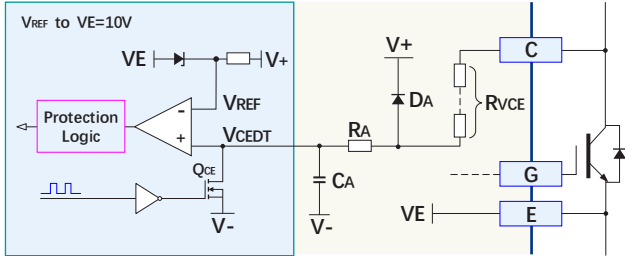 VREF to VE=10V
VE
V+
V+
C
DA
RVCE
Protection
Logic
-
VREF
+
VCEDT
RA
QCE
CA
G
V-
V-
VE
E